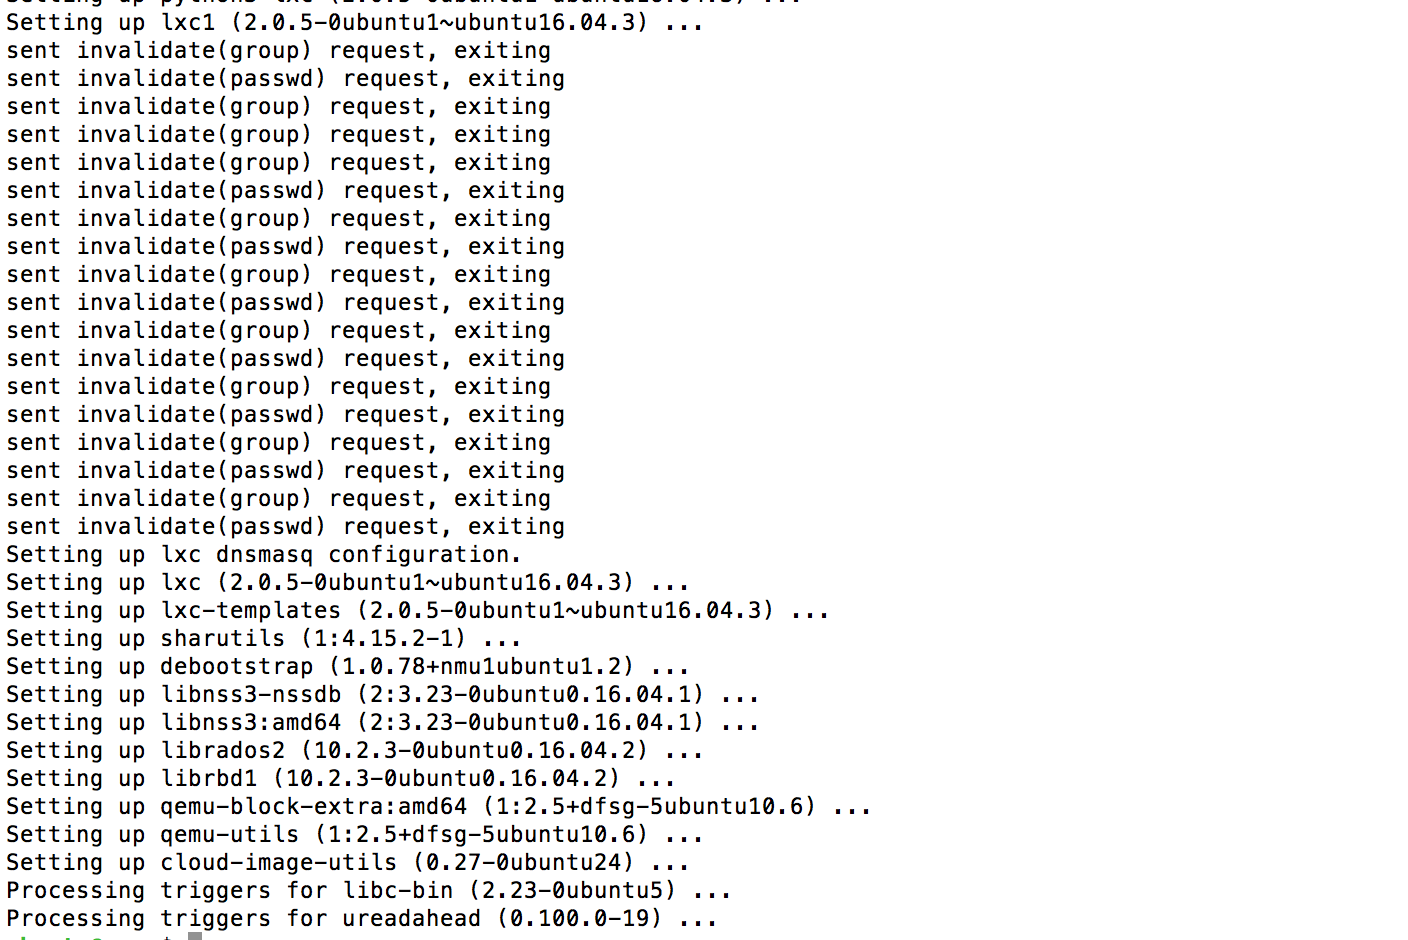 Setting up lxc1 (2.0.5-0ubuntu1~ubuntu16.04.3) ...
sent invalidate(group) request, exiting
sent invalidate(passwd) request, exiting
sent invalidate(group) request, exiting
sent invalidate(group) request, exiting
sent invalidate(group) request, exiting
sent invalidate(passwd) request, exiting
sent invalidate(group) request, exiting
sent invalidate(passwd) request, exiting
sent invalidate(group) request, exiting
sent invalidate(passwd) request, exiting
sent invalidate(group) request, exiting
sent invalidate(passwd) request, exiting
sent invalidate(group) request, exiting
sent invalidate(passwd) request, exiting
sent invalidate(group) request, exiting
sent invalidate(passwd) request, exiting
sent invalidate(group) request, exiting
sent invalidate(passwd) request, exiting
Setting up lxc dnsmasq configuration.
Setting up lxc (2.0.5-0ubuntu1~ubuntu16.04.3) ...
Setting up lxc-templates (2.0.5-0ubuntu1~ubuntu16.04.3) ...
Setting up sharutils (1:4.15.2-1) ...
Setting up debootstrap (1.0.78+nmu1ubuntu1.2) ...
Setting up libnss3-nssdb (2:3.23-0ubuntu0.16.04.1) ...
Setting up libnss3:amd64 (2:3.23-0ubuntu0.16.04.1) ...
Setting up librados2 (10.2.3-0ubuntu0.16.04.2) ...
Setting up librbd1 (10.2.3-0ubuntu0.16.04.2) ...
Setting up qemu-block-extra:amd64 (1:2.5+dfsg-5ubuntu10.6) ...
Setting up qemu-utils (1:2.5+dfsg-5ubuntu10.6) ...
Setting up cloud-image-utils (0.27-0ubuntu24) ...
Processing triggers for libc-bin (2.23-0ubuntu5) ...
Processing triggers for ureadahead (0.100.0-19) ...